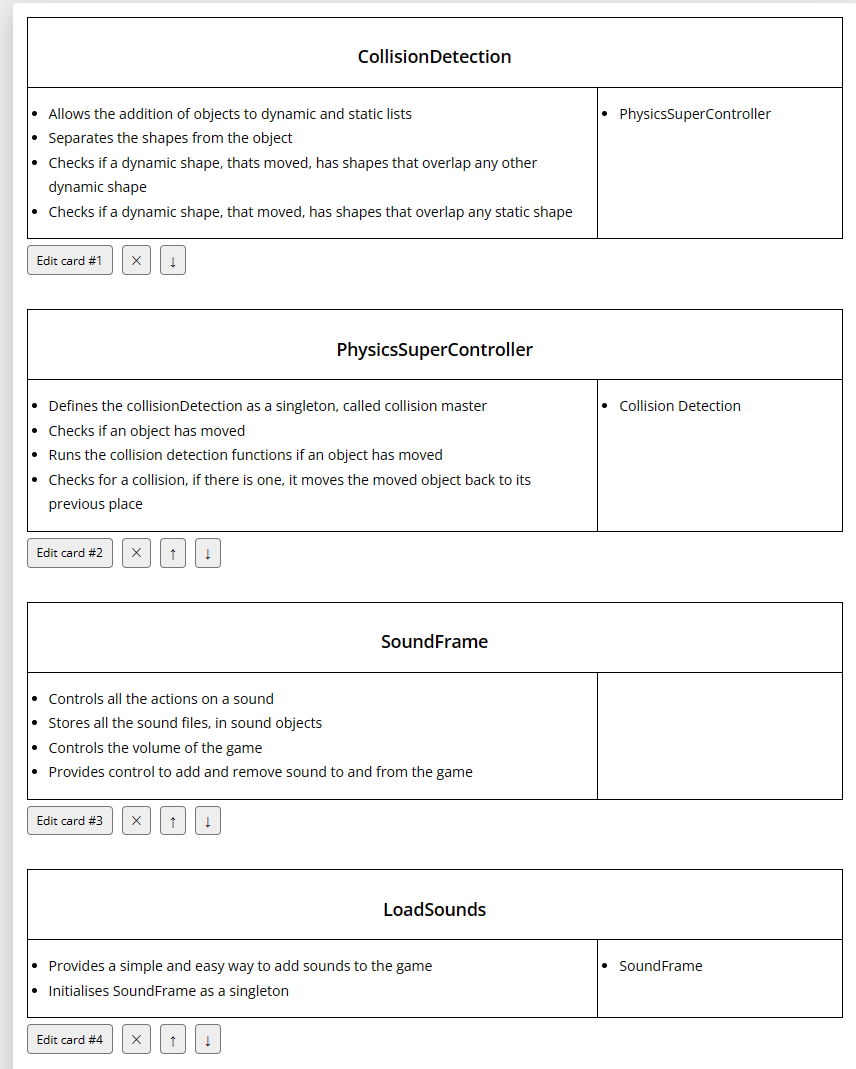 CollisionDetection
• Allows the addition of objects to dynamic and static lists
• Separates the shapes from the object
• Checks if a dynamic shape, thats moved, has shapes that overlap any other
dynamic shape
• Checks if a dynamic shape, that moved, has shapes that overlap any static shape
• PhysicsSuperController
Edit card #1 × ↓
PhysicsSuperController
• Defines the collisionDetection as a singleton, called collision master
• Checks if an object has moved
• Runs the collision detection functions if an object has moved
• Checks for a collision, if there is one, it moves the moved object back to its
previous place
• Collision Detection
Edit card #2 × ↑ ↓
SoundFrame
• Controls all the actions on a sound
• Stores all the sound files, in sound objects
• Controls the volume of the game
• Provides control to add and remove sound to and from the game
Edit card #3 × ↑ ↓
LoadSounds
• Provides a simple and easy way to add sounds to the game
• Initialises SoundFrame as a singleton
• SoundFrame
Edit card #4 × ↑ ↓